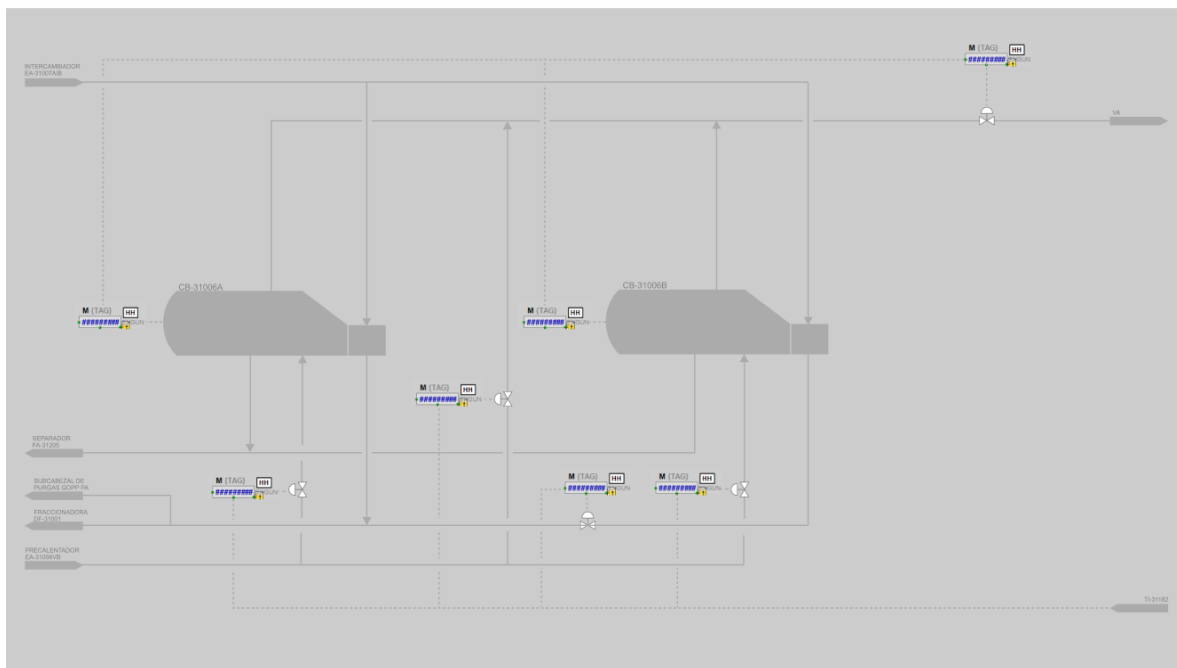 M {TAG} HH
#########
INTERCAMBIADOR
EA-31007A/B
VA
CB-31006A
CB-31006B
M {TAG} HH
#########
M {TAG} HH
#########
M {TAG} HH
#########
SEPARADOR
FA-31205
M {TAG} HH
#########
M {TAG} HH
#########
M {TAG} HH
#########
SUBCABEZAL DE
PURGAS GOPP PA
FRACCIONADORA
DF-31001
PRECALENTADOR
TI-31182